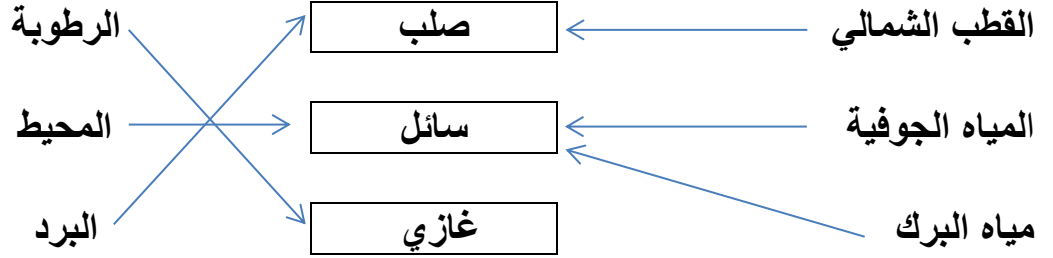 القطب الشمالي صلب الرطوبة
المياه الجوفية سائل المحيط
مياه البرك غازي البرد